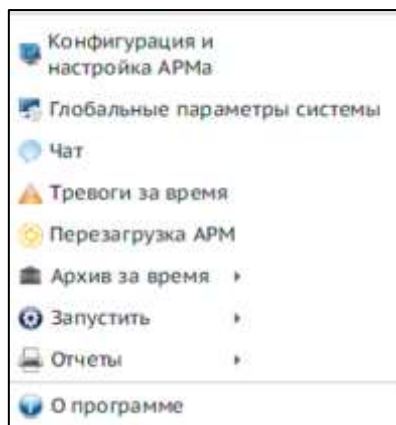 Конфигурация и
настройка АРМа
Глобальные параметры системы
Чат
Тревоги за время
Перезагрузка АРМ
Архив за время
Запустить
Отчеты
О программе